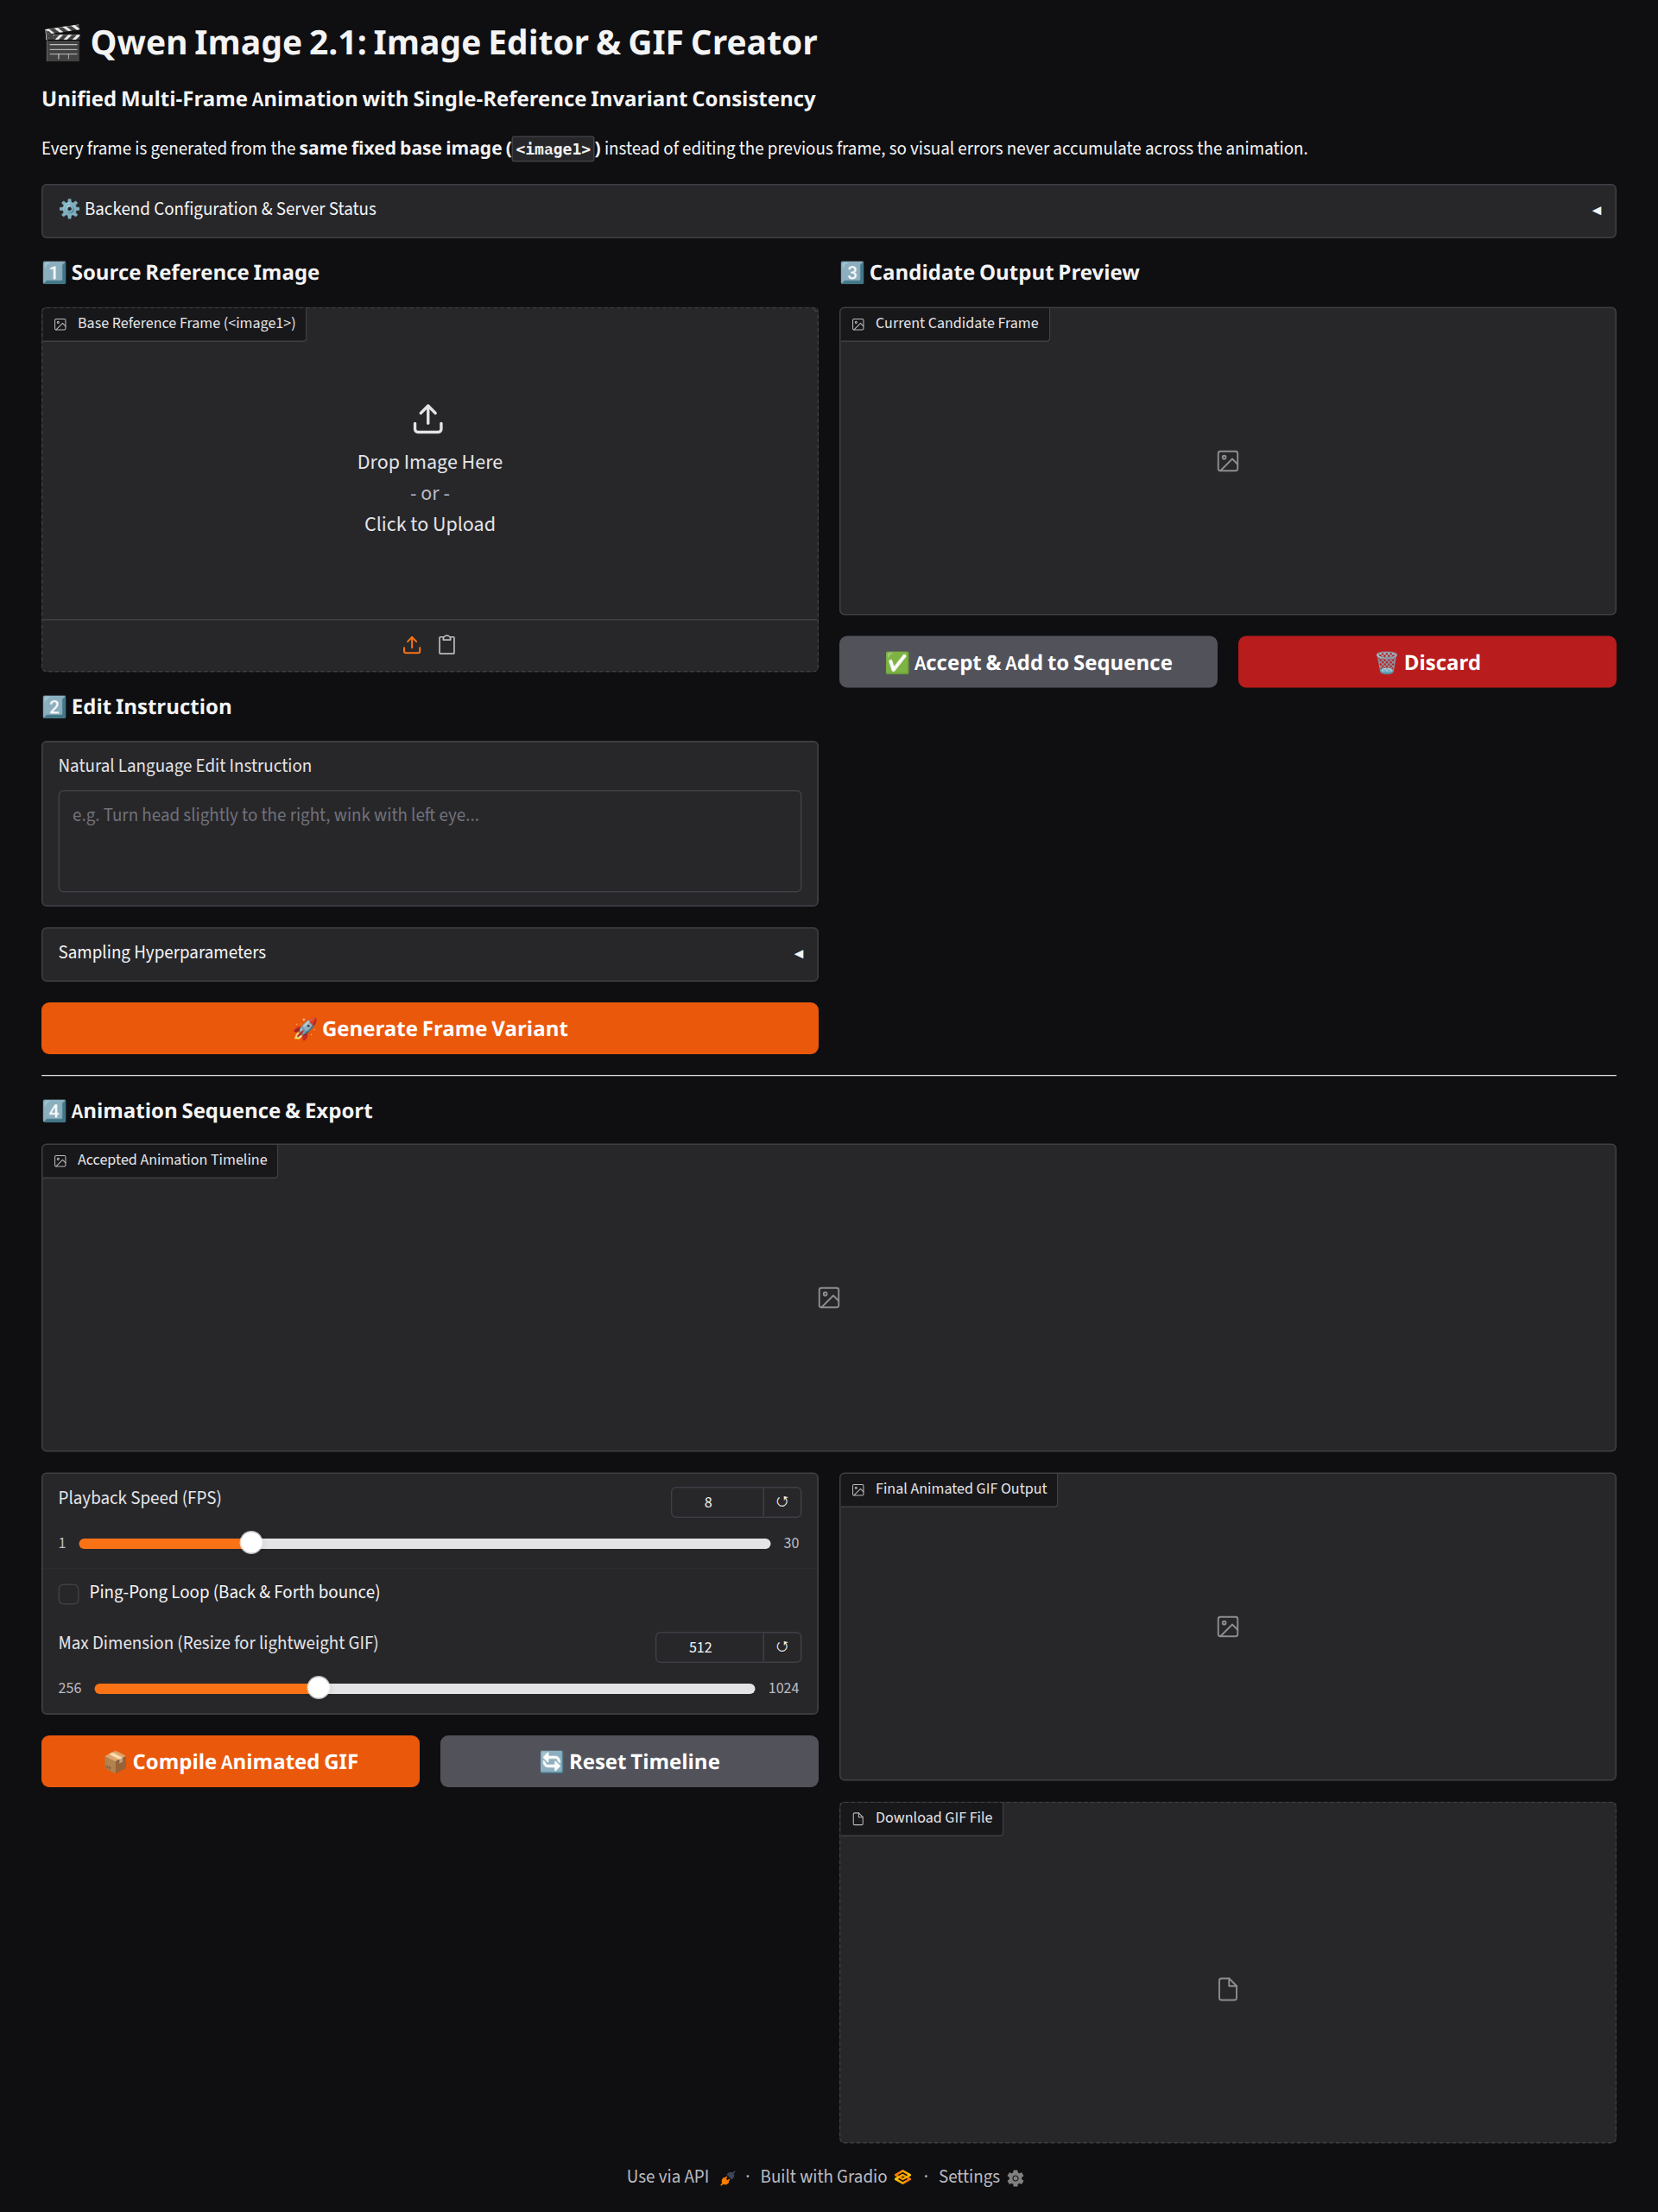 🎬 Qwen Image 2.1: Image Editor & GIF Creator
Unified Multi-Frame Animation with Single-Reference Invariant Consistency
Every frame is generated from the same fixed base image (<image1>) instead of editing the previous frame, so visual errors never accumulate across the animation.
⚙️ Backend Configuration & Server Status
1️⃣ Source Reference Image
Base Reference Frame (<image1>)
Drop Image Here
- or -
Click to Upload
2️⃣ Edit Instruction
Natural Language Edit Instruction
e.g. Turn head slightly to the right, wink with left eye...
Sampling Hyperparameters
🚀 Generate Frame Variant
3️⃣ Candidate Output Preview
Current Candidate Frame
✅ Accept & Add to Sequence
🗑️ Discard
4️⃣ Animation Sequence & Export
Accepted Animation Timeline
Playback Speed (FPS)
8
1
30
Ping-Pong Loop (Back & Forth bounce)
Max Dimension (Resize for lightweight GIF)
512
256
1024
📦 Compile Animated GIF
🔄 Reset Timeline
Final Animated GIF Output
Download GIF File
Use via API 🚀 · Built with Gradio · Settings ⚙️